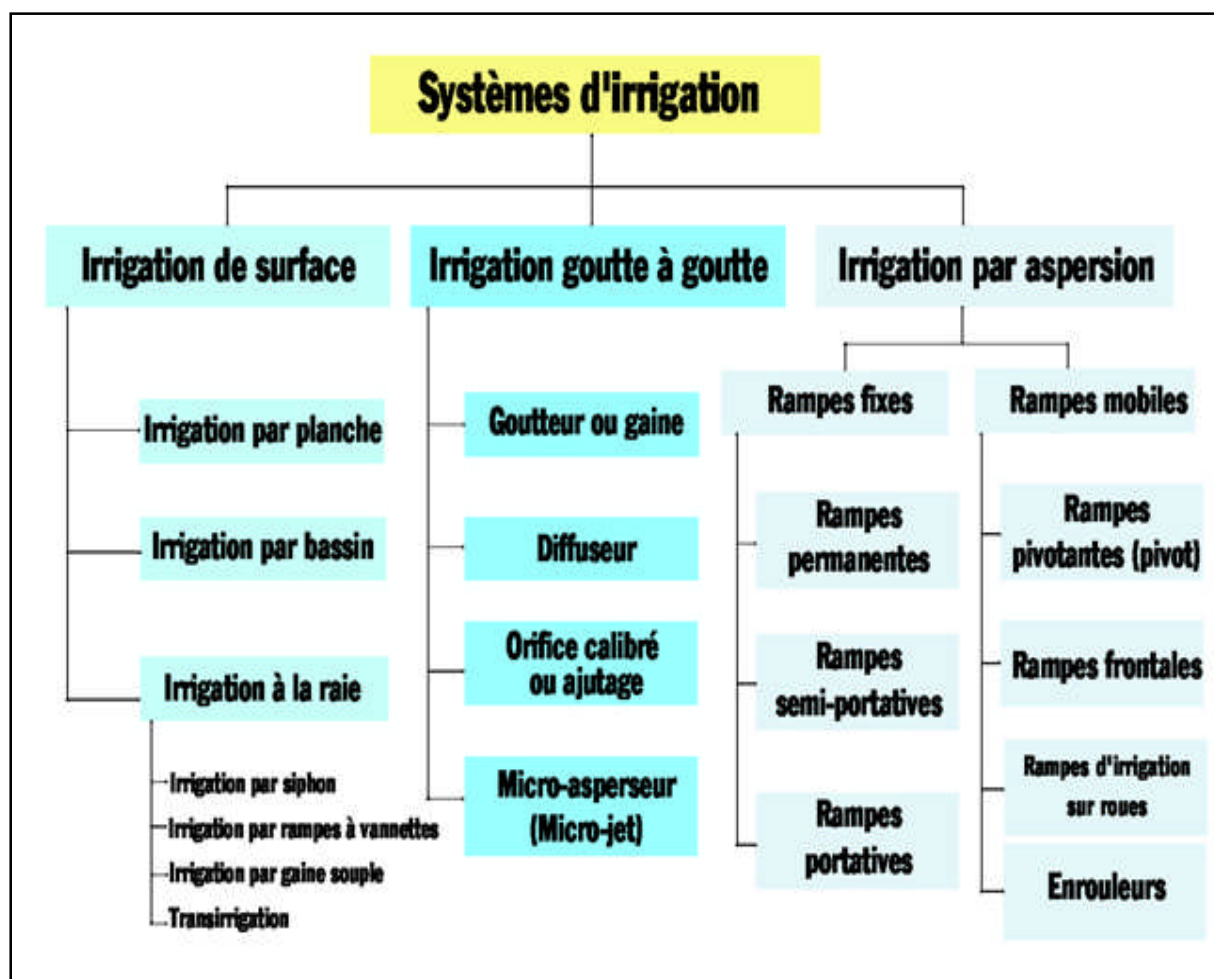 Systèmes d'irrigation
Irrigation de surface
Irrigation par planche
Irrigation par bassin
Irrigation à la raie
Irrigation par siphon
Irrigation par rampes à vannettes
Irrigation par gaine souple
Transirrigation
Irrigation goutte à goutte
Goutteur ou gaine
Diffuseur
Orifice calibré
ou ajutage
Micro-asperseur
(Micro-jet)
Irrigation par aspersion
Rampes fixes
Rampes
permanentes
Rampes
semi-portatives
Rampes
portatives
Rampes mobiles
Rampes
pivotantes (pivot)
Rampes frontales
Rampes d'irrigation
sur roues
Enrouleurs